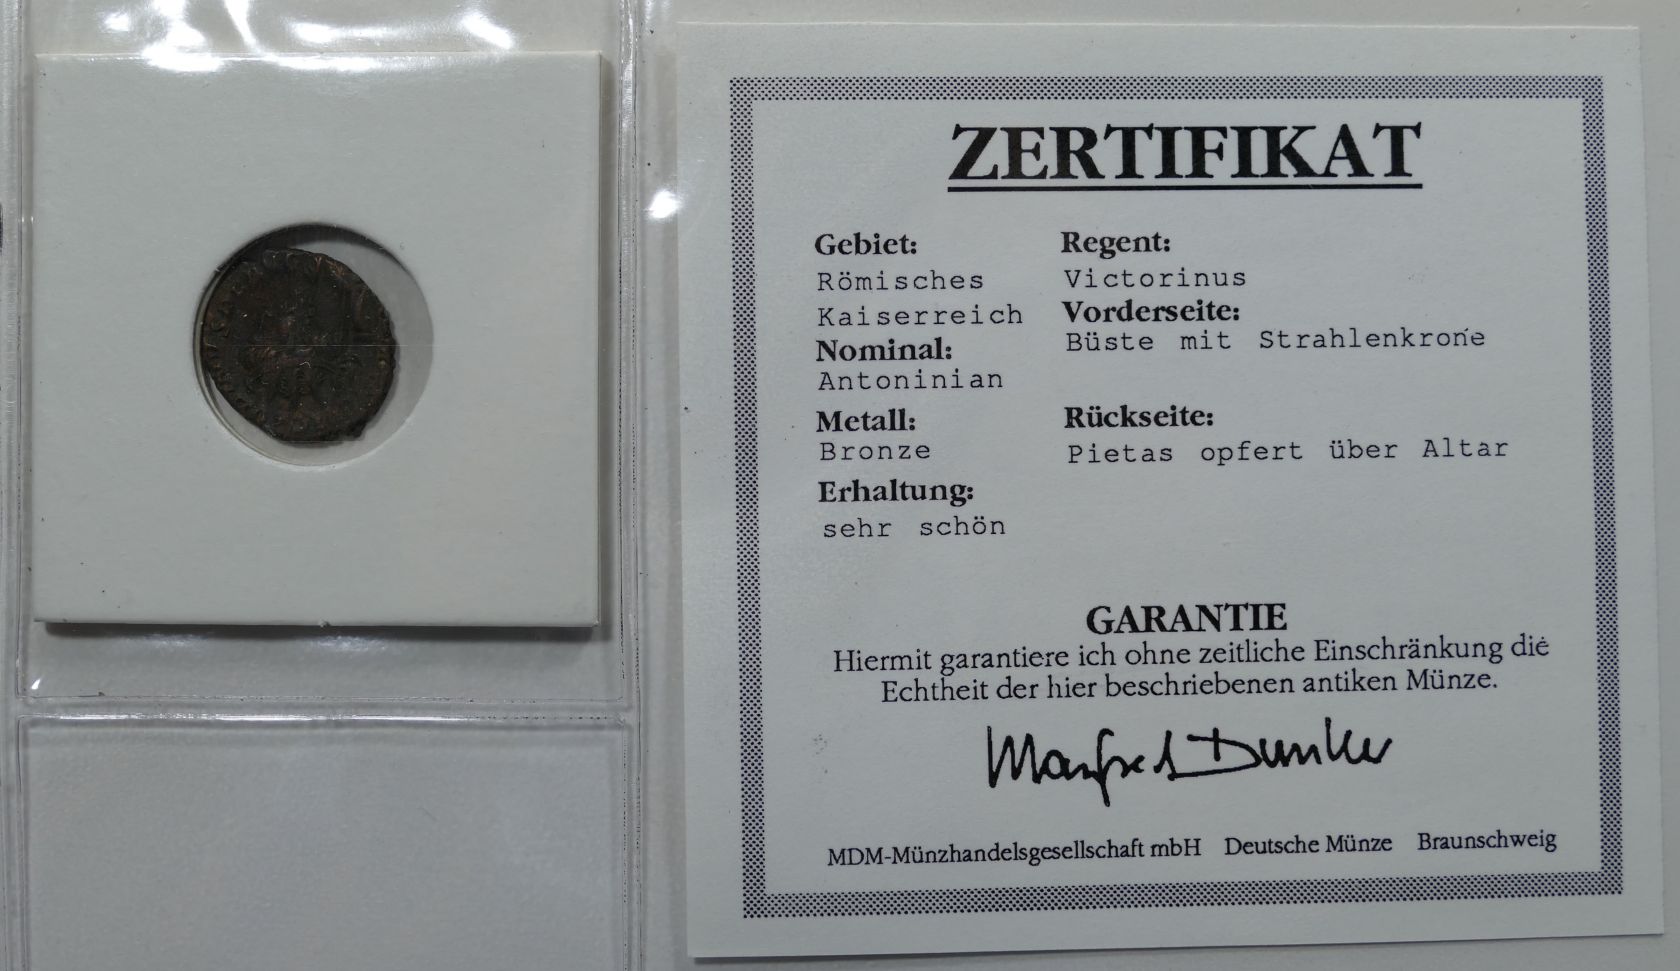 ZERTIFIKAT
Gebiet:
Römisches
Kaiserreich
Nominal:
Antoninian
Metall:
Bronze
Erhaltung:
sehr schön
Regent:
Victorinus
Vorderseite:
Büste mit Strahlenkrone
Rückseite:
Pietas opfert über Altar
GARANTIE
Hiermit garantiere ich ohne zeitliche Einschränkung die
Echtheit der hier beschriebenen antiken Münze.
Manfred Dunker
MDM-Münzhandelsgesellschaft mbH Deutsche Münze Braunschweig